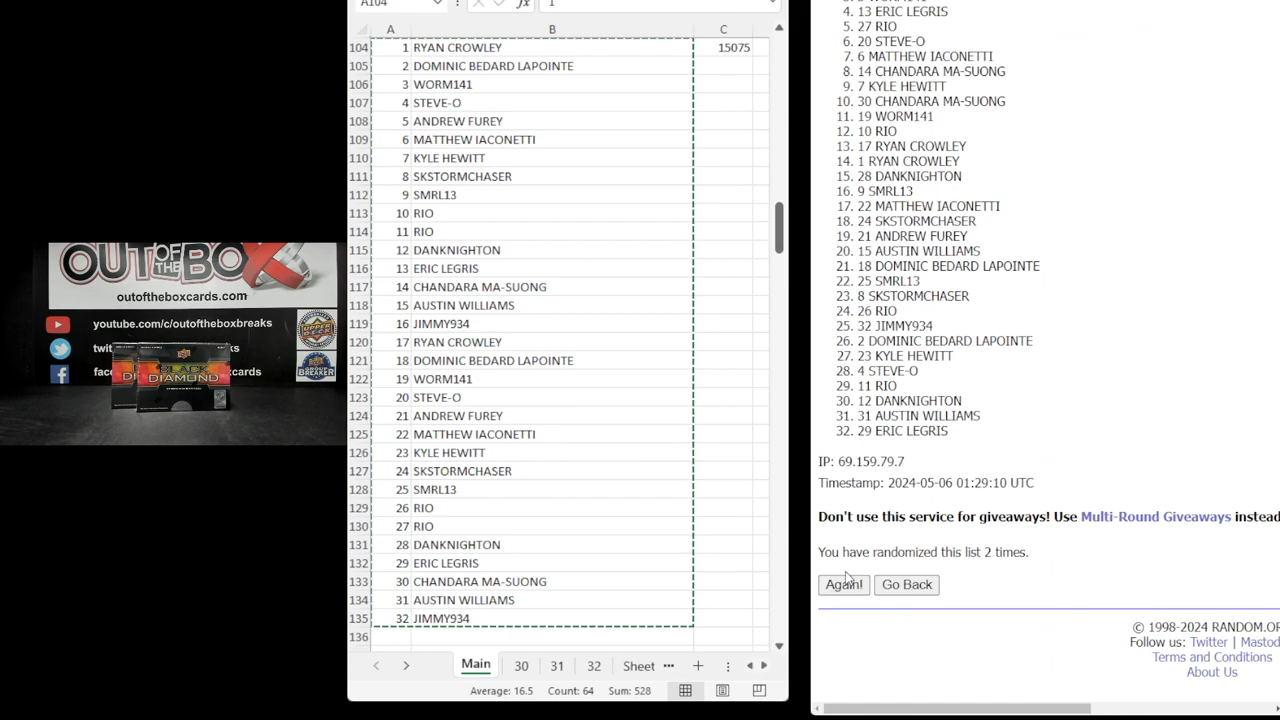 OUT OF THE BOX
outoftheboxcards.com
youtube.com/c/outoftheboxbreaks
UPPER DECK
GROUP BREAKER
BLACK DIAMOND
A104
fx
1
A B C
104 1 RYAN CROWLEY 15075
105 2 DOMINIC BEDARD LAPOINTE
106 3 WORM141
107 4 STEVE-O
108 5 ANDREW FUREY
109 6 MATTHEW IACONETTI
110 7 KYLE HEWITT
111 8 SKSTORMCHASER
112 9 SMRL13
113 10 RIO
114 11 RIO
115 12 DANKNIGHTON
116 13 ERIC LEGRIS
117 14 CHANDARA MA-SUONG
118 15 AUSTIN WILLIAMS
119 16 JIMMY934
120 17 RYAN CROWLEY
121 18 DOMINIC BEDARD LAPOINTE
122 19 WORM141
123 20 STEVE-O
124 21 ANDREW FUREY
125 22 MATTHEW IACONETTI
126 23 KYLE HEWITT
127 24 SKSTORMCHASER
128 25 SMRL13
129 26 RIO
130 27 RIO
131 28 DANKNIGHTON
132 29 ERIC LEGRIS
133 30 CHANDARA MA-SUONG
134 31 AUSTIN WILLIAMS
135 32 JIMMY934
136
Main 30 31 32 Sheet ...
Average: 16.5 Count: 64 Sum: 528
4. 13 ERIC LEGRIS
5. 27 RIO
6. 20 STEVE-O
7. 6 MATTHEW IACONETTI
8. 14 CHANDARA MA-SUONG
9. 7 KYLE HEWITT
10. 30 CHANDARA MA-SUONG
11. 19 WORM141
12. 10 RIO
13. 17 RYAN CROWLEY
14. 1 RYAN CROWLEY
15. 28 DANKNIGHTON
16. 9 SMRL13
17. 22 MATTHEW IACONETTI
18. 24 SKSTORMCHASER
19. 21 ANDREW FUREY
20. 15 AUSTIN WILLIAMS
21. 18 DOMINIC BEDARD LAPOINTE
22. 25 SMRL13
23. 8 SKSTORMCHASER
24. 26 RIO
25. 32 JIMMY934
26. 2 DOMINIC BEDARD LAPOINTE
27. 23 KYLE HEWITT
28. 4 STEVE-O
29. 11 RIO
30. 12 DANKNIGHTON
31. 31 AUSTIN WILLIAMS
32. 29 ERIC LEGRIS
IP: 69.159.79.7
Timestamp: 2024-05-06 01:29:10 UTC
Don't use this service for giveaways! Use Multi-Round Giveaways instead
You have randomized this list 2 times.
Again! Go Back
© 1998-2024 RANDOM.OR
Follow us: Twitter | Mastod
Terms and Conditions
About Us